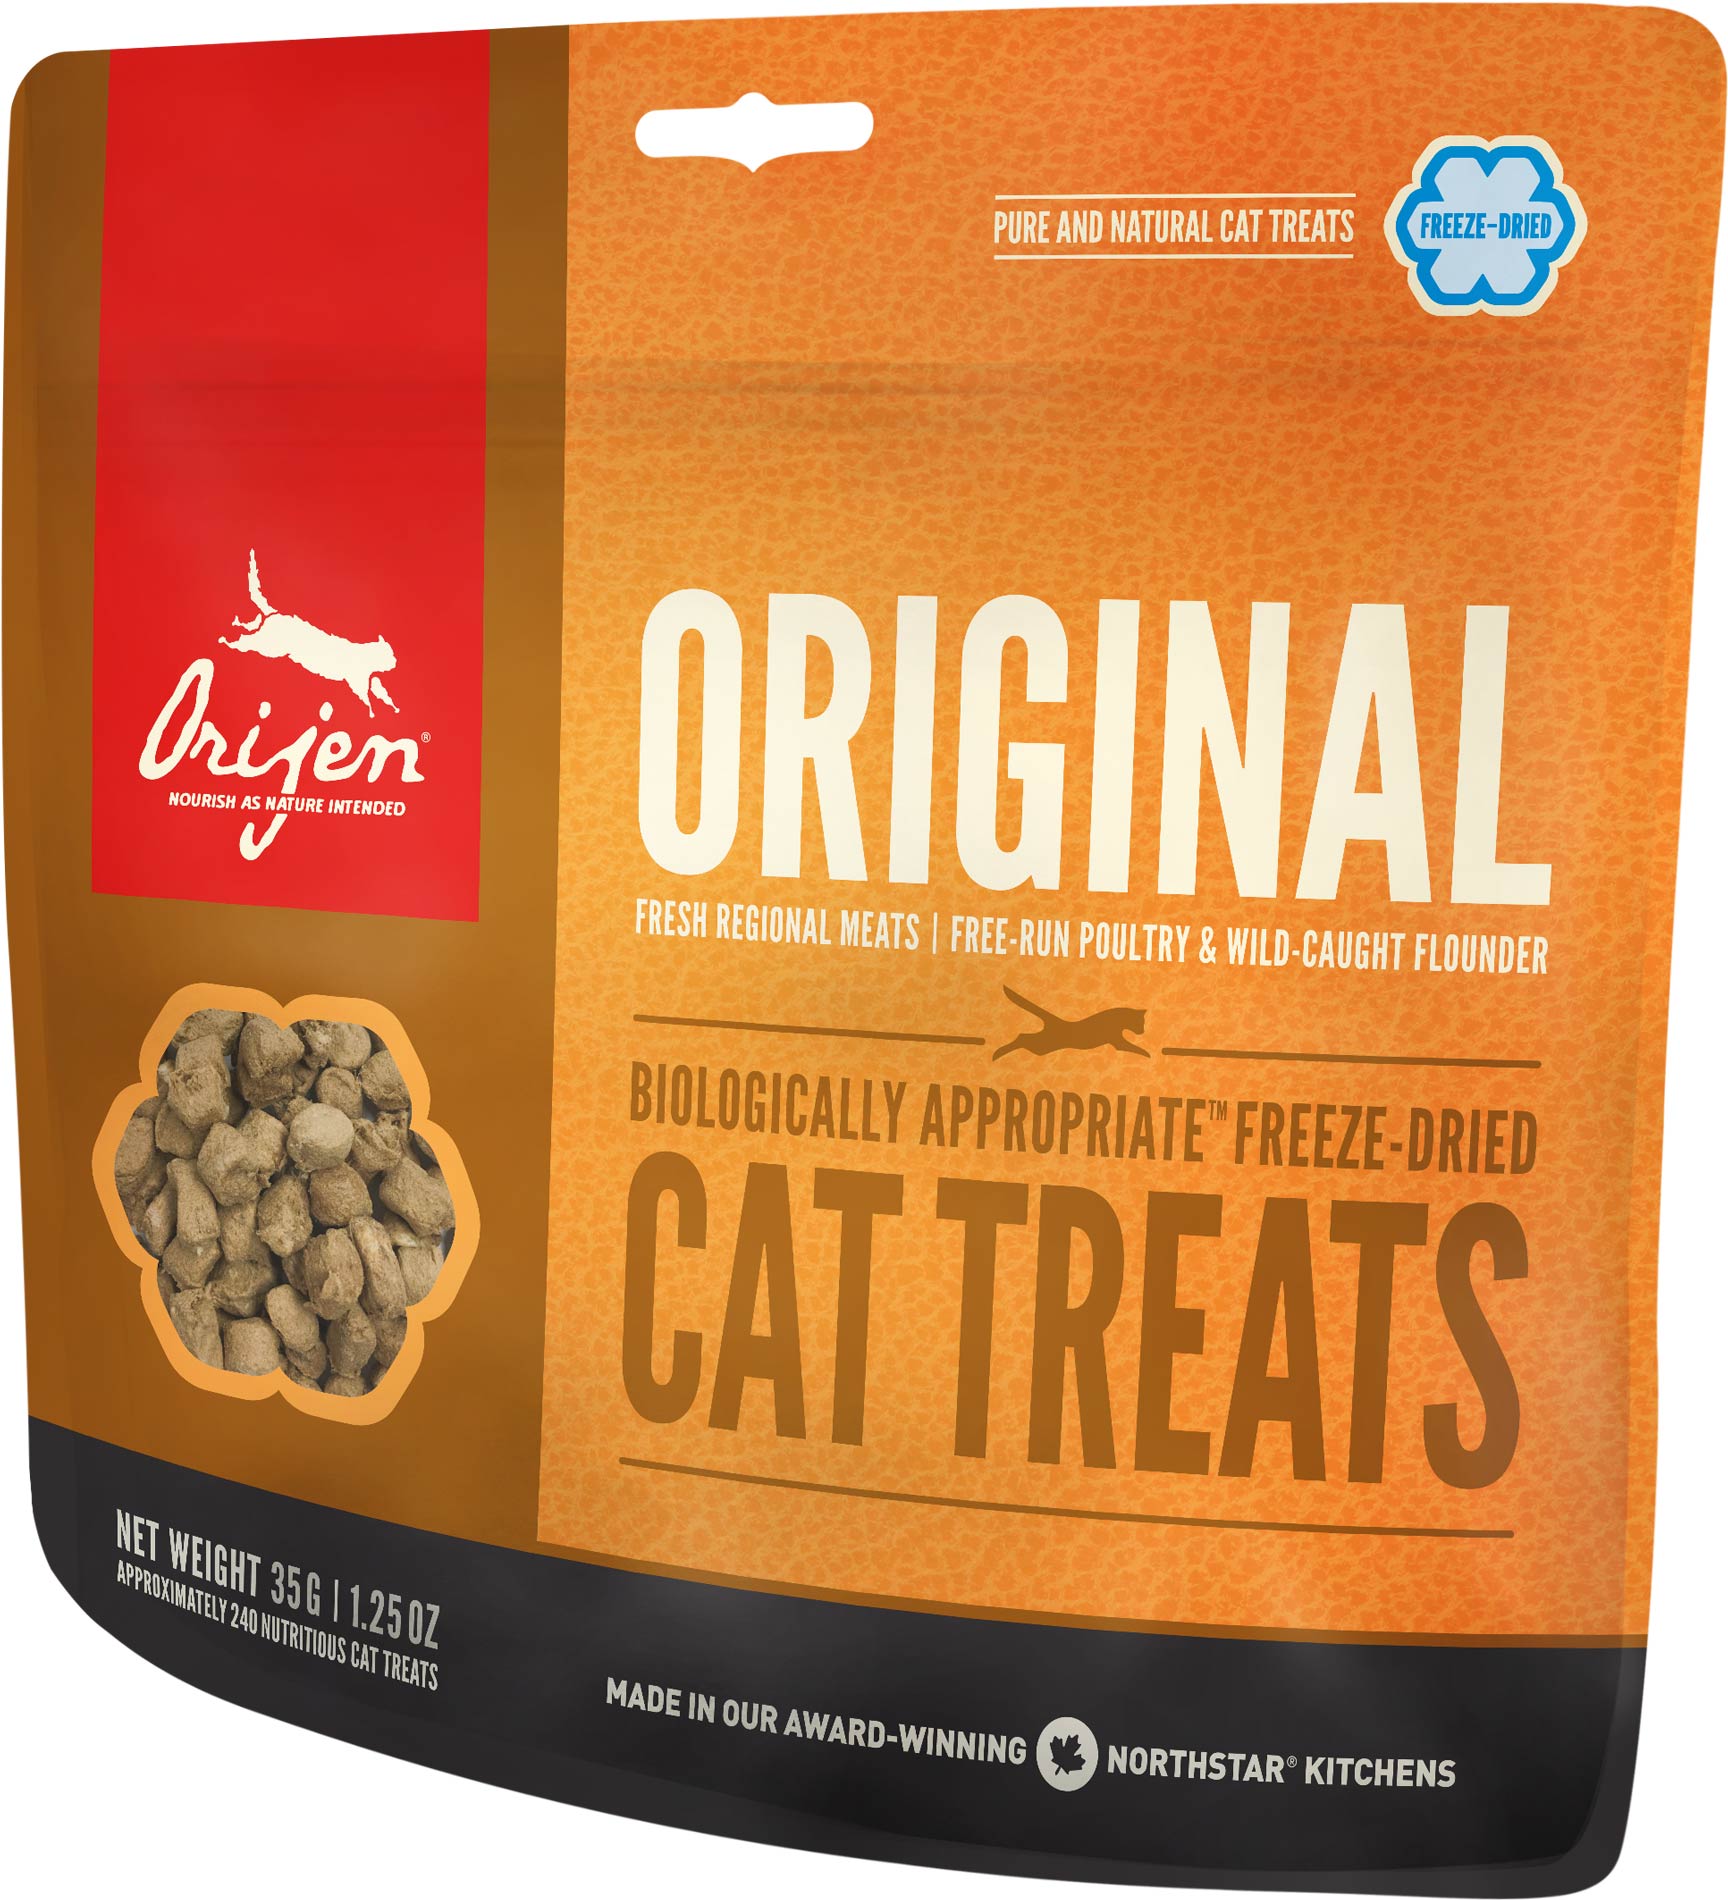 PURE AND NATURAL CAT TREATS
FREEZE-DRIED
Orijen®
NOURISH AS NATURE INTENDED
ORIGINAL
FRESH REGIONAL MEATS | FREE-RUN POULTRY & WILD-CAUGHT FLOUNDER
BIOLOGICALLY APPROPRIATE™ FREEZE-DRIED
CAT TREATS
NET WEIGHT 35G | 1.25 OZ
APPROXIMATELY 240 NUTRITIOUS CAT TREATS
MADE IN OUR AWARD-WINNING NORTHSTAR® KITCHENS